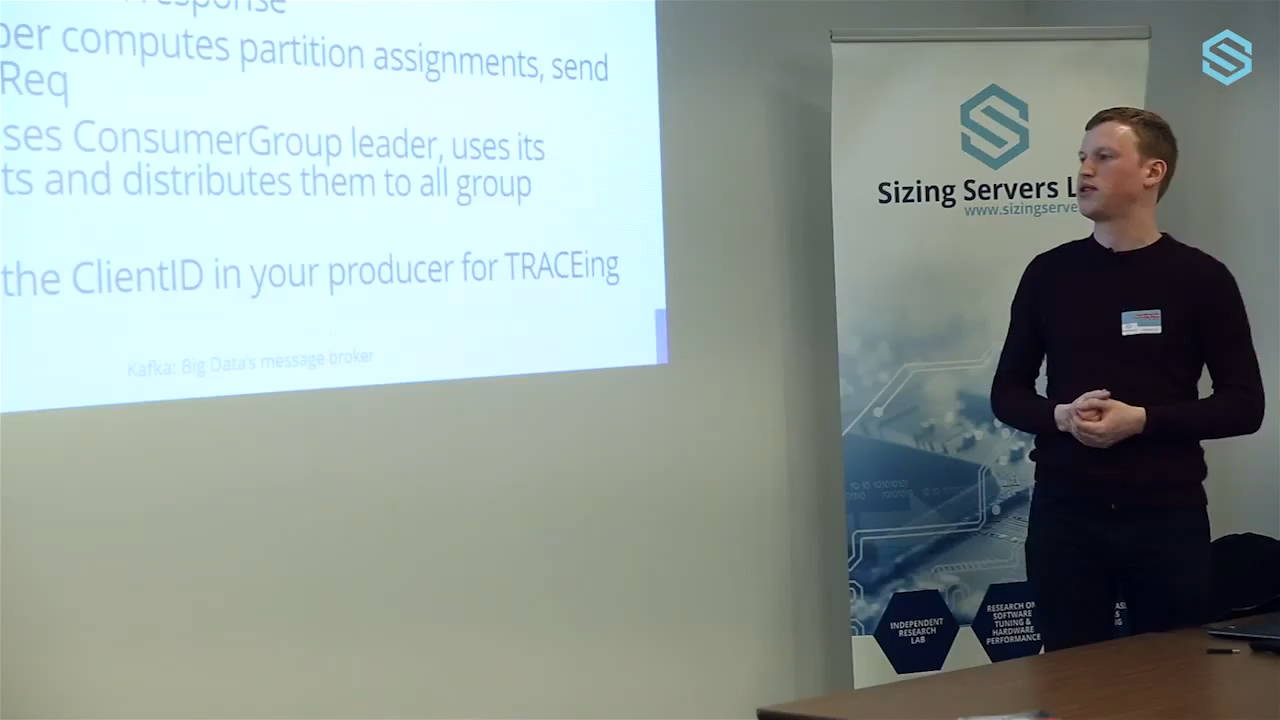 response
per computes partition assignments, send
Req
ses ConsumerGroup leader, uses its
ts and distributes them to all group
the ClientID in your producer for TRACEing
Kafka: Big Data's message broker
Sizing Servers L
www.sizingserve
INDEPENDENT
RESEARCH
LAB
RESEARCH ON
SOFTWARE
TUNING &
HARDWARE
PERFORMANCE